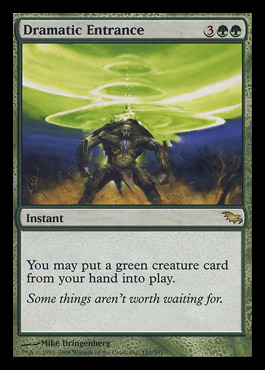 Dramatic Entrance 3
Instant
You may put a green creature card
from your hand into play.
Some things aren't worth waiting for.
Mike Dringenberg